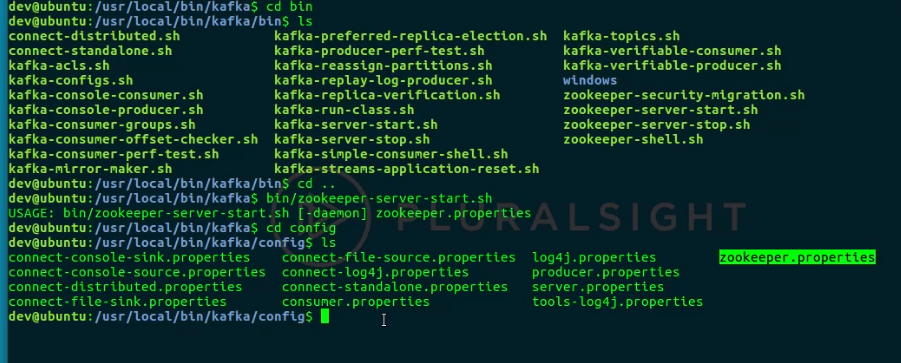 dev@ubuntu:/usr/local/bin/kafka$ cd bin
dev@ubuntu:/usr/local/bin/kafka/bin$ ls
connect-distributed.sh kafka-preferred-replica-election.sh kafka-topics.sh
connect-standalone.sh kafka-producer-perf-test.sh kafka-verifiable-consumer.sh
kafka-acls.sh kafka-reassign-partitions.sh kafka-verifiable-producer.sh
kafka-configs.sh kafka-replay-log-producer.sh windows
kafka-console-consumer.sh kafka-replica-verification.sh zookeeper-security-migration.sh
kafka-console-producer.sh kafka-run-class.sh zookeeper-server-start.sh
kafka-consumer-groups.sh kafka-server-start.sh zookeeper-server-stop.sh
kafka-consumer-offset-checker.sh kafka-server-stop.sh zookeeper-shell.sh
kafka-consumer-perf-test.sh kafka-simple-consumer-shell.sh
kafka-mirror-maker.sh kafka-streams-application-reset.sh
dev@ubuntu:/usr/local/bin/kafka/bin$ cd ..
dev@ubuntu:/usr/local/bin/kafka$ bin/zookeeper-server-start.sh
USAGE: bin/zookeeper-server-start.sh [-daemon] zookeeper.properties
PLURALSIGHT
dev@ubuntu:/usr/local/bin/kafka$ cd config
dev@ubuntu:/usr/local/bin/kafka/config$ ls
connect-console-sink.properties connect-file-source.properties log4j.properties zookeeper.properties
connect-console-source.properties connect-log4j.properties producer.properties
connect-distributed.properties connect-standalone.properties server.properties
connect-file-sink.properties consumer.properties tools-log4j.properties
dev@ubuntu:/usr/local/bin/kafka/config$